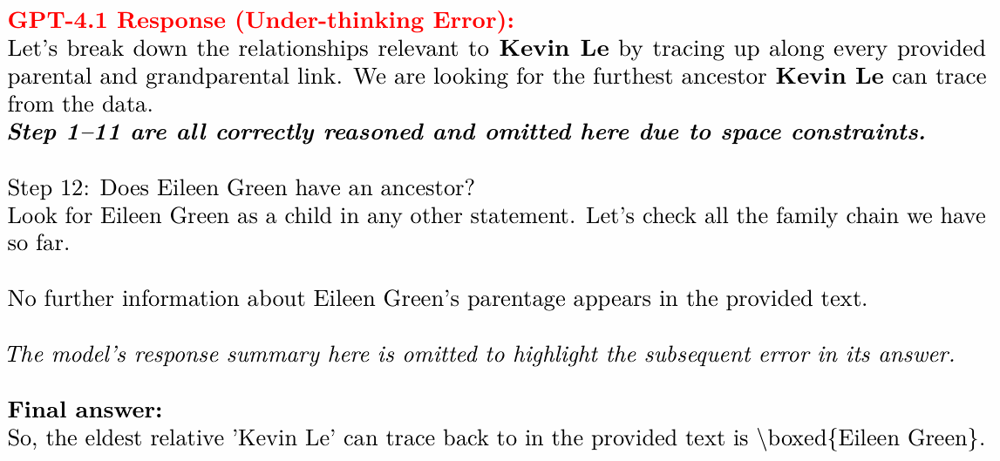 GPT-4.1 Response (Under-thinking Error):
Let's break down the relationships relevant to Kevin Le by tracing up along every provided
parental and grandparental link. We are looking for the furthest ancestor Kevin Le can trace
from the data.
Step 1–11 are all correctly reasoned and omitted here due to space constraints.
Step 12: Does Eileen Green have an ancestor?
Look for Eileen Green as a child in any other statement. Let's check all the family chain we have
so far.
No further information about Eileen Green's parentage appears in the provided text.
The model's response summary here is omitted to highlight the subsequent error in its answer.
Final answer:
So, the eldest relative 'Kevin Le' can trace back to in the provided text is \boxed{Eileen Green}.